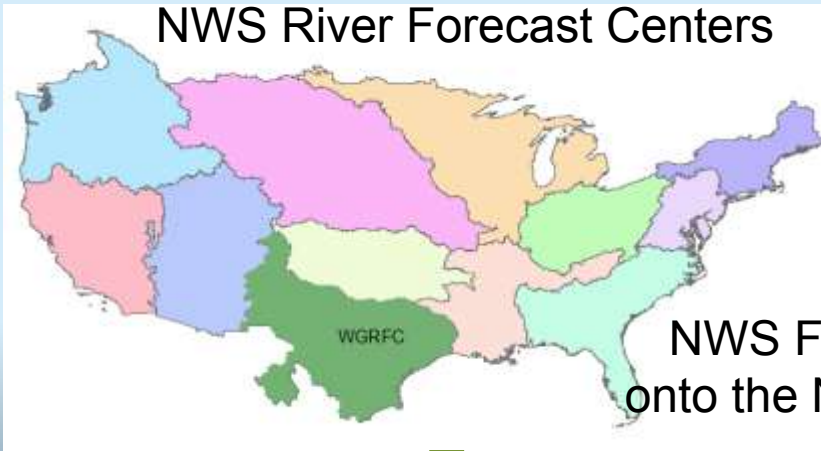 NWS River Forecast Centers
WGRFC
NWS F
onto the N